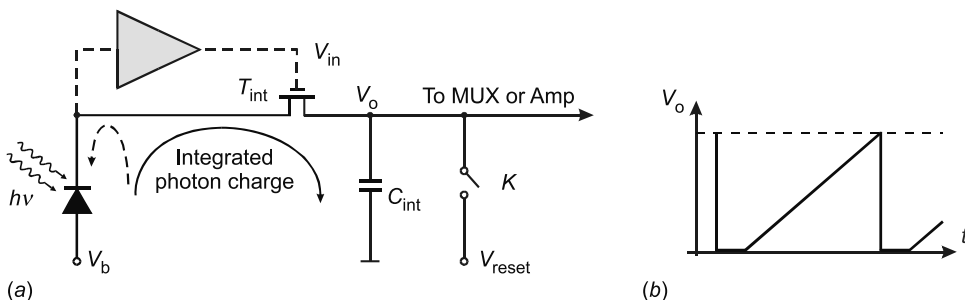 V_in
T_int
V_o
To MUX or Amp
Integrated
photon charge
hν
C_int
K
V_b
V_reset
(a)
V_o
t
(b)